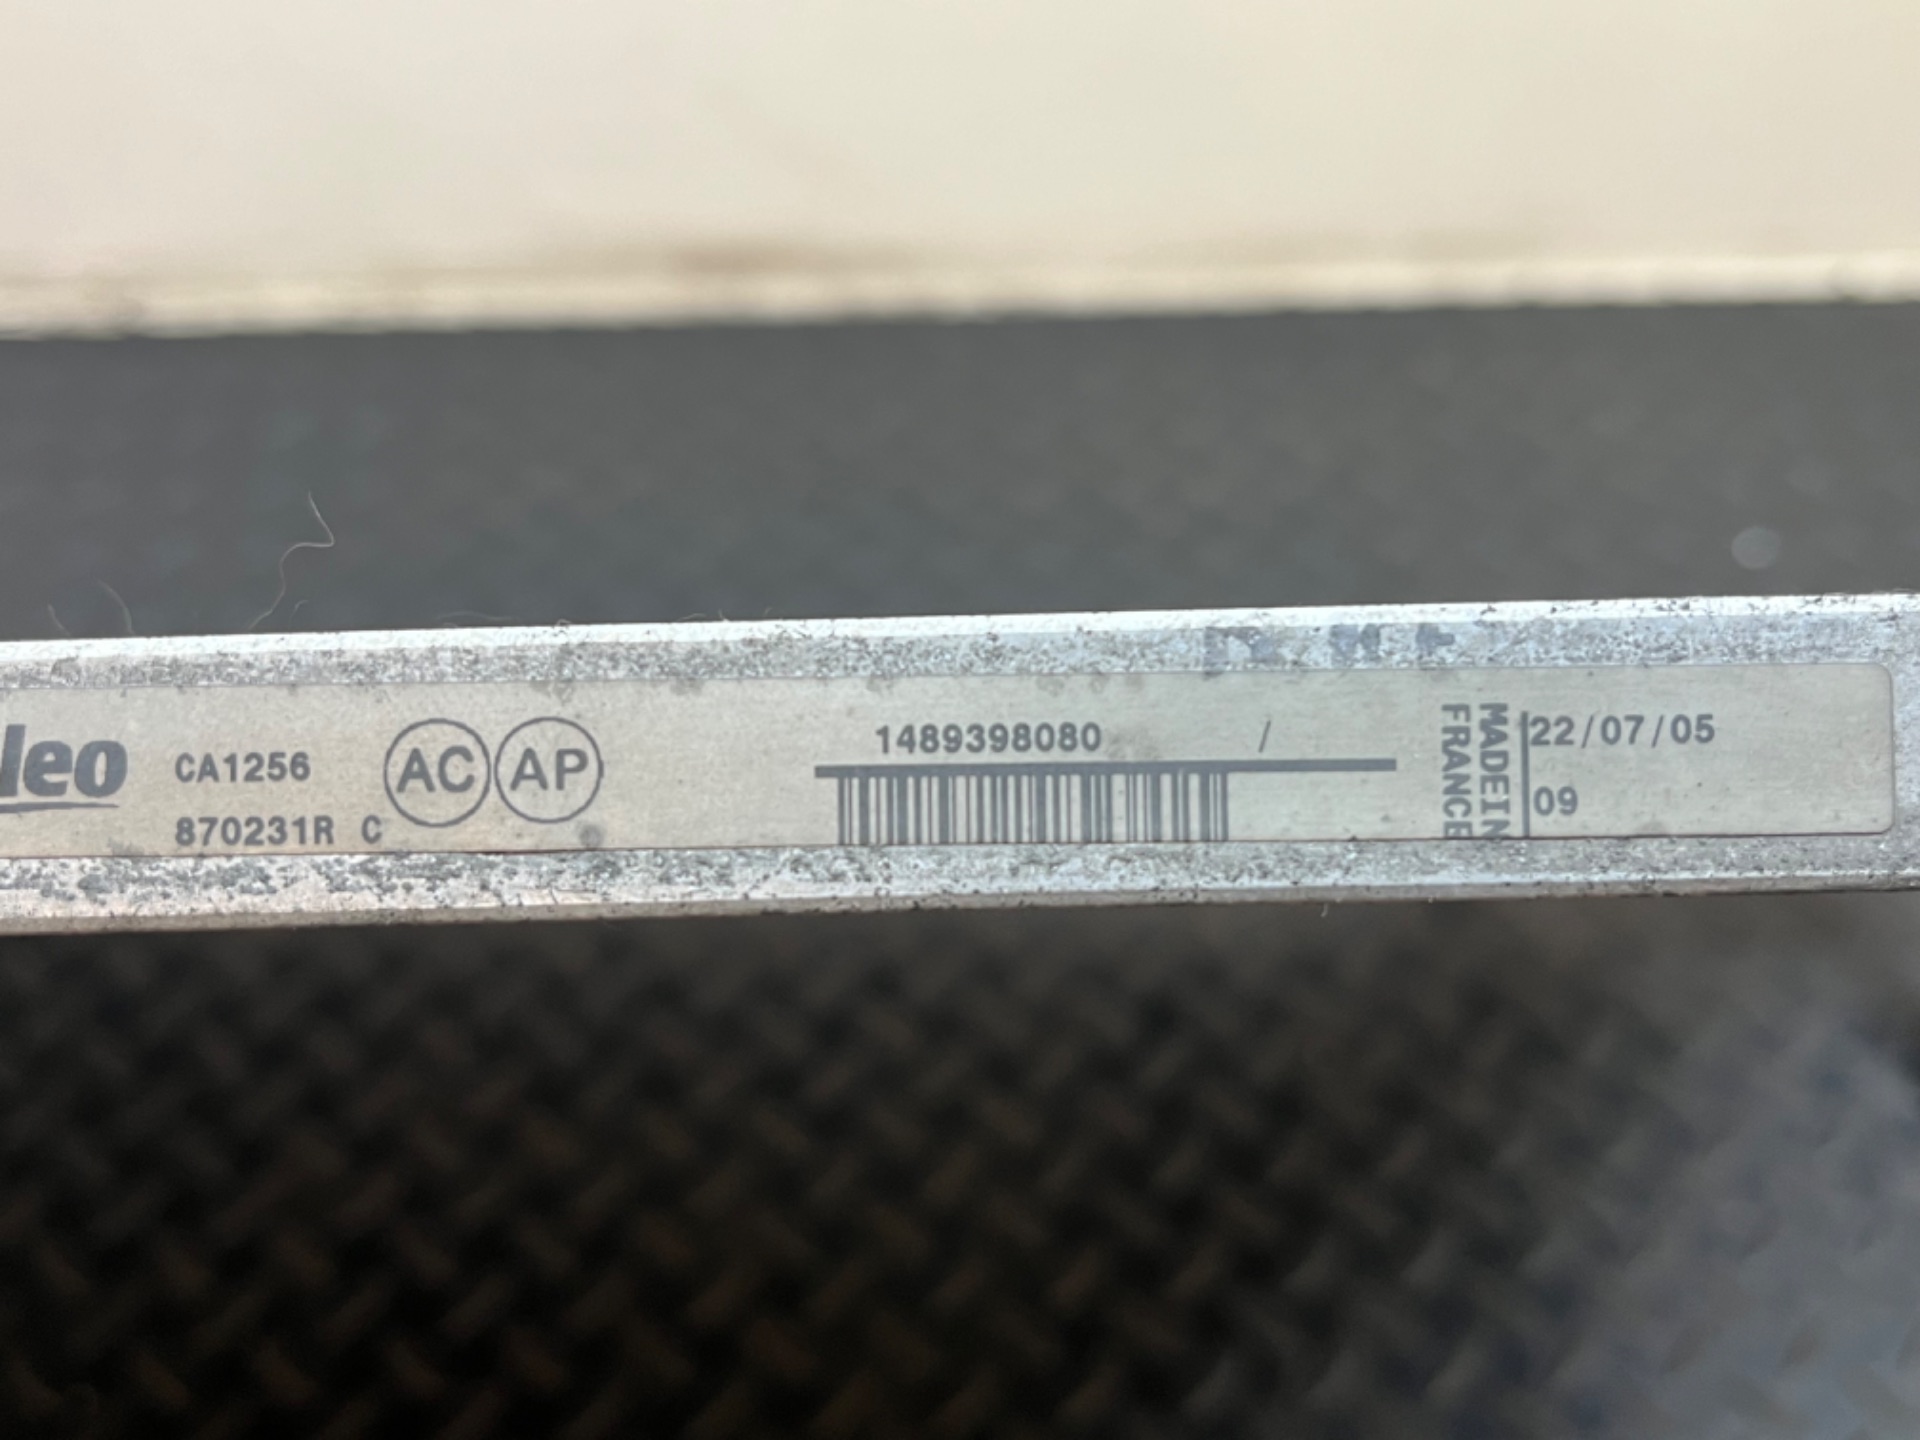 leo
CA1256
870231R C
AC
AP
1489398080 /
MADE IN
FRANCE
22/07/05
09